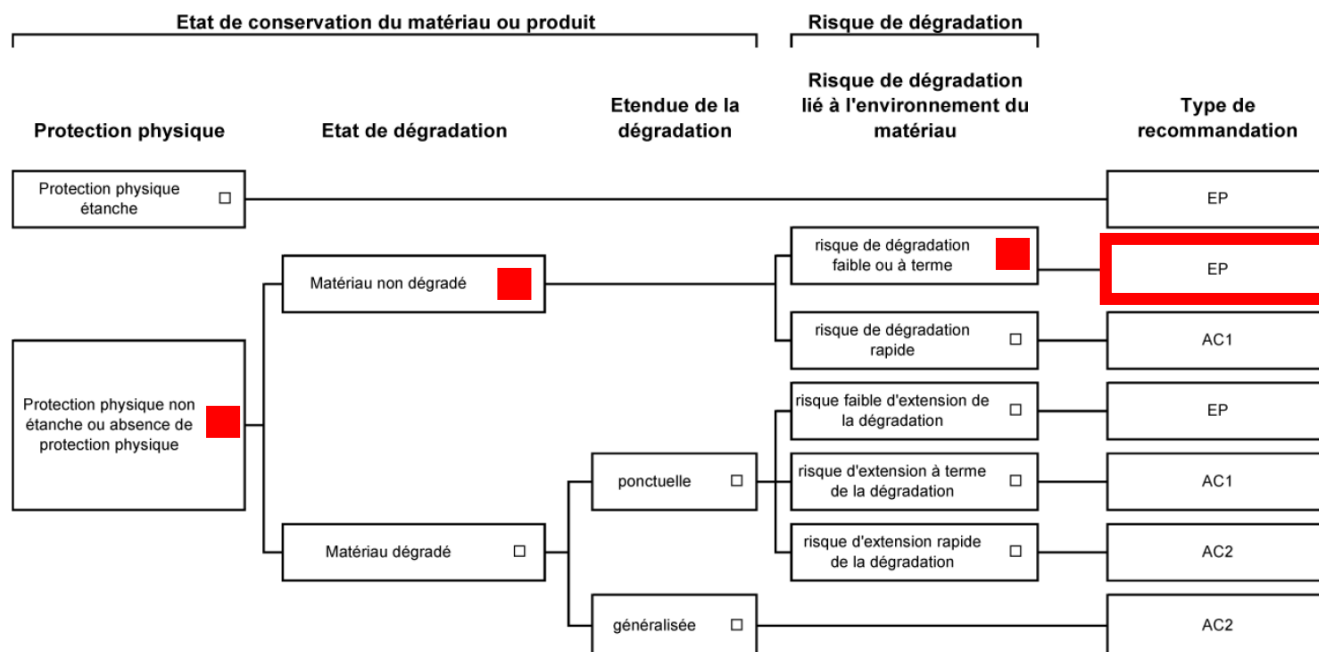 Etat de conservation du matériau ou produit
Risque de dégradation
Protection physique
Etat de dégradation
Etendue de la
dégradation
Risque de dégradation
lié à l'environnement du
matériau
Type de
recommandation
Protection physique
étanche
EP
risque de dégradation
faible ou à terme
EP
Matériau non dégradé
risque de dégradation
rapide
AC1
Protection physique non
étanche ou absence de
protection physique
risque faible d'extension de
la dégradation
EP
ponctuelle
risque d'extension à terme
de la dégradation
AC1
Matériau dégradé
risque d'extension rapide
de la dégradation
AC2
généralisée
AC2